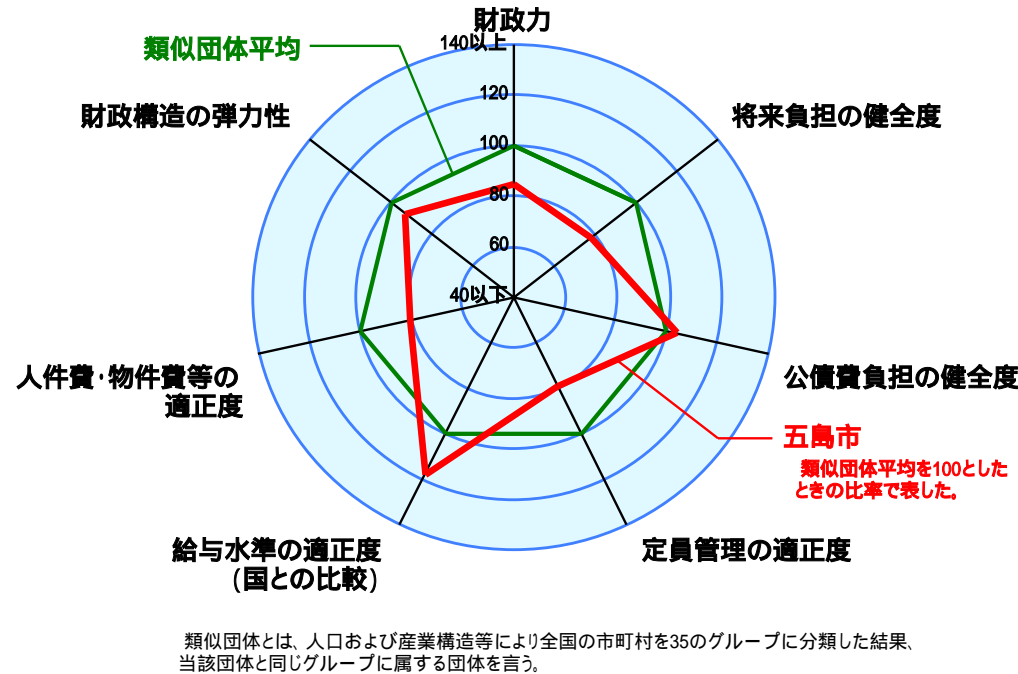 財政力
140以上
類似団体平均
120
財政構造の弾力性
将来負担の健全度
100
80
60
40以下
人件費・物件費等の
適正度
公債費負担の健全度
五島市
類似団体平均を100とした
ときの比率で表した。
給与水準の適正度
(国との比較)
定員管理の適正度
類似団体とは、人口および産業構造等により全国の市町村を35のグループに分類した結果、
当該団体と同じグループに属する団体を言う。